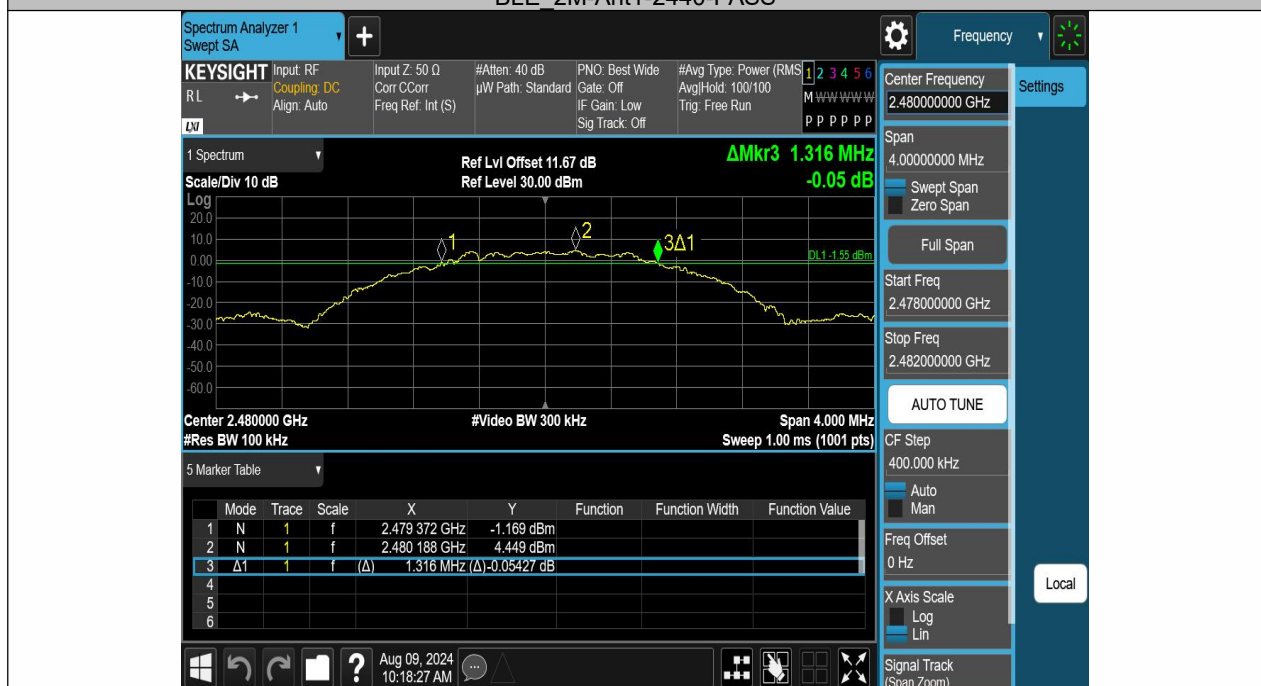 BLE_2M-Ant1-2440-PASS
Spectrum Analyzer 1
Swept SA
+
Frequency
KEYSIGHT
RL
LXI
Input: RF
Coupling: DC
Align: Auto
Input Z: 50 Ω
Corr CCorr
Freq Ref: Int (S)
#Atten: 40 dB
µW Path: Standard
PNO: Best Wide
Gate: Off
IF Gain: Low
Sig Track: Off
#Avg Type: Power (RMS
Avg|Hold: 100/100
Trig: Free Run
1 2 3 4 5 6
M W W W W W
P P P P P P
1 Spectrum
Ref Lvl Offset 11.67 dB
ΔMkr3 1.316 MHz
Scale/Div 10 dB
Ref Level 30.00 dBm
-0.05 dB
Log
20.0
10.0
0.00
-10.0
-20.0
-30.0
-40.0
-50.0
-60.0
1
2
3Δ1
DL1 -1.55 dBm
Center 2.480000 GHz
#Video BW 300 kHz
Span 4.000 MHz
#Res BW 100 kHz
Sweep 1.00 ms (1001 pts)
5 Marker Table
Mode Trace Scale X Y Function Function Width Function Value
1 N 1 f 2.479 372 GHz -1.169 dBm
2 N 1 f 2.480 188 GHz 4.449 dBm
3 Δ1 1 f (Δ) 1.316 MHz (Δ)-0.05427 dB
4
5
6
Aug 09, 2024
10:18:27 AM
Center Frequency
2.480000000 GHz
Settings
Span
4.00000000 MHz
Swept Span
Zero Span
Full Span
Start Freq
2.478000000 GHz
Stop Freq
2.482000000 GHz
AUTO TUNE
CF Step
400.000 kHz
Auto
Man
Freq Offset
0 Hz
X Axis Scale
Log
Lin
Local
Signal Track
(Span Zoom)